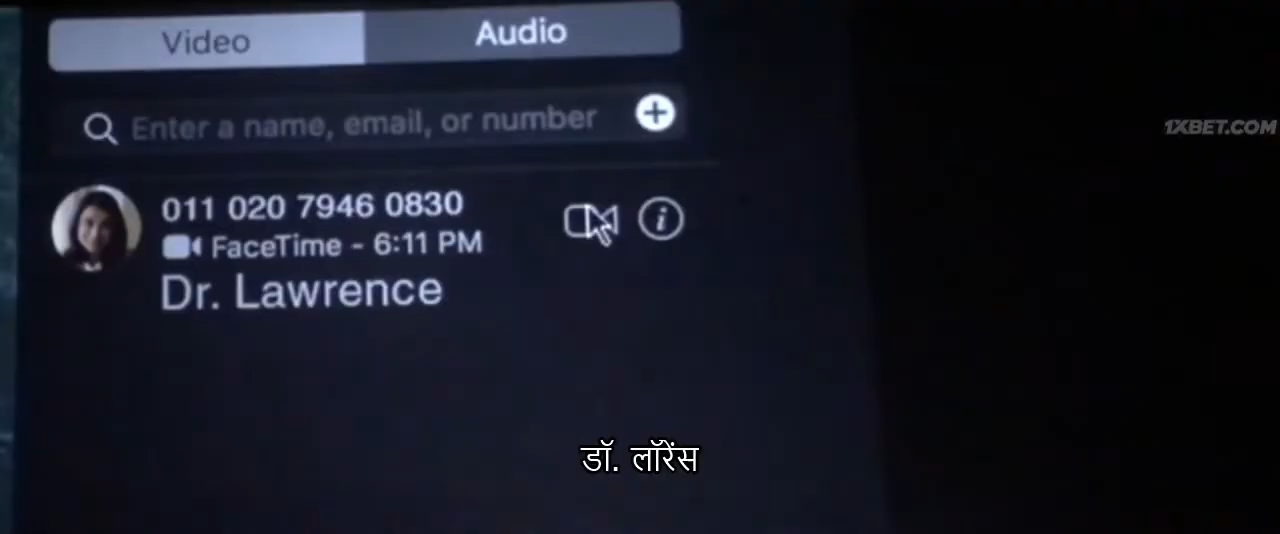 Video
Audio
Enter a name, email, or number
1XBET.COM
011 020 7946 0830
FaceTime - 6:11 PM
Dr. Lawrence
डॉ. लॉरेंस